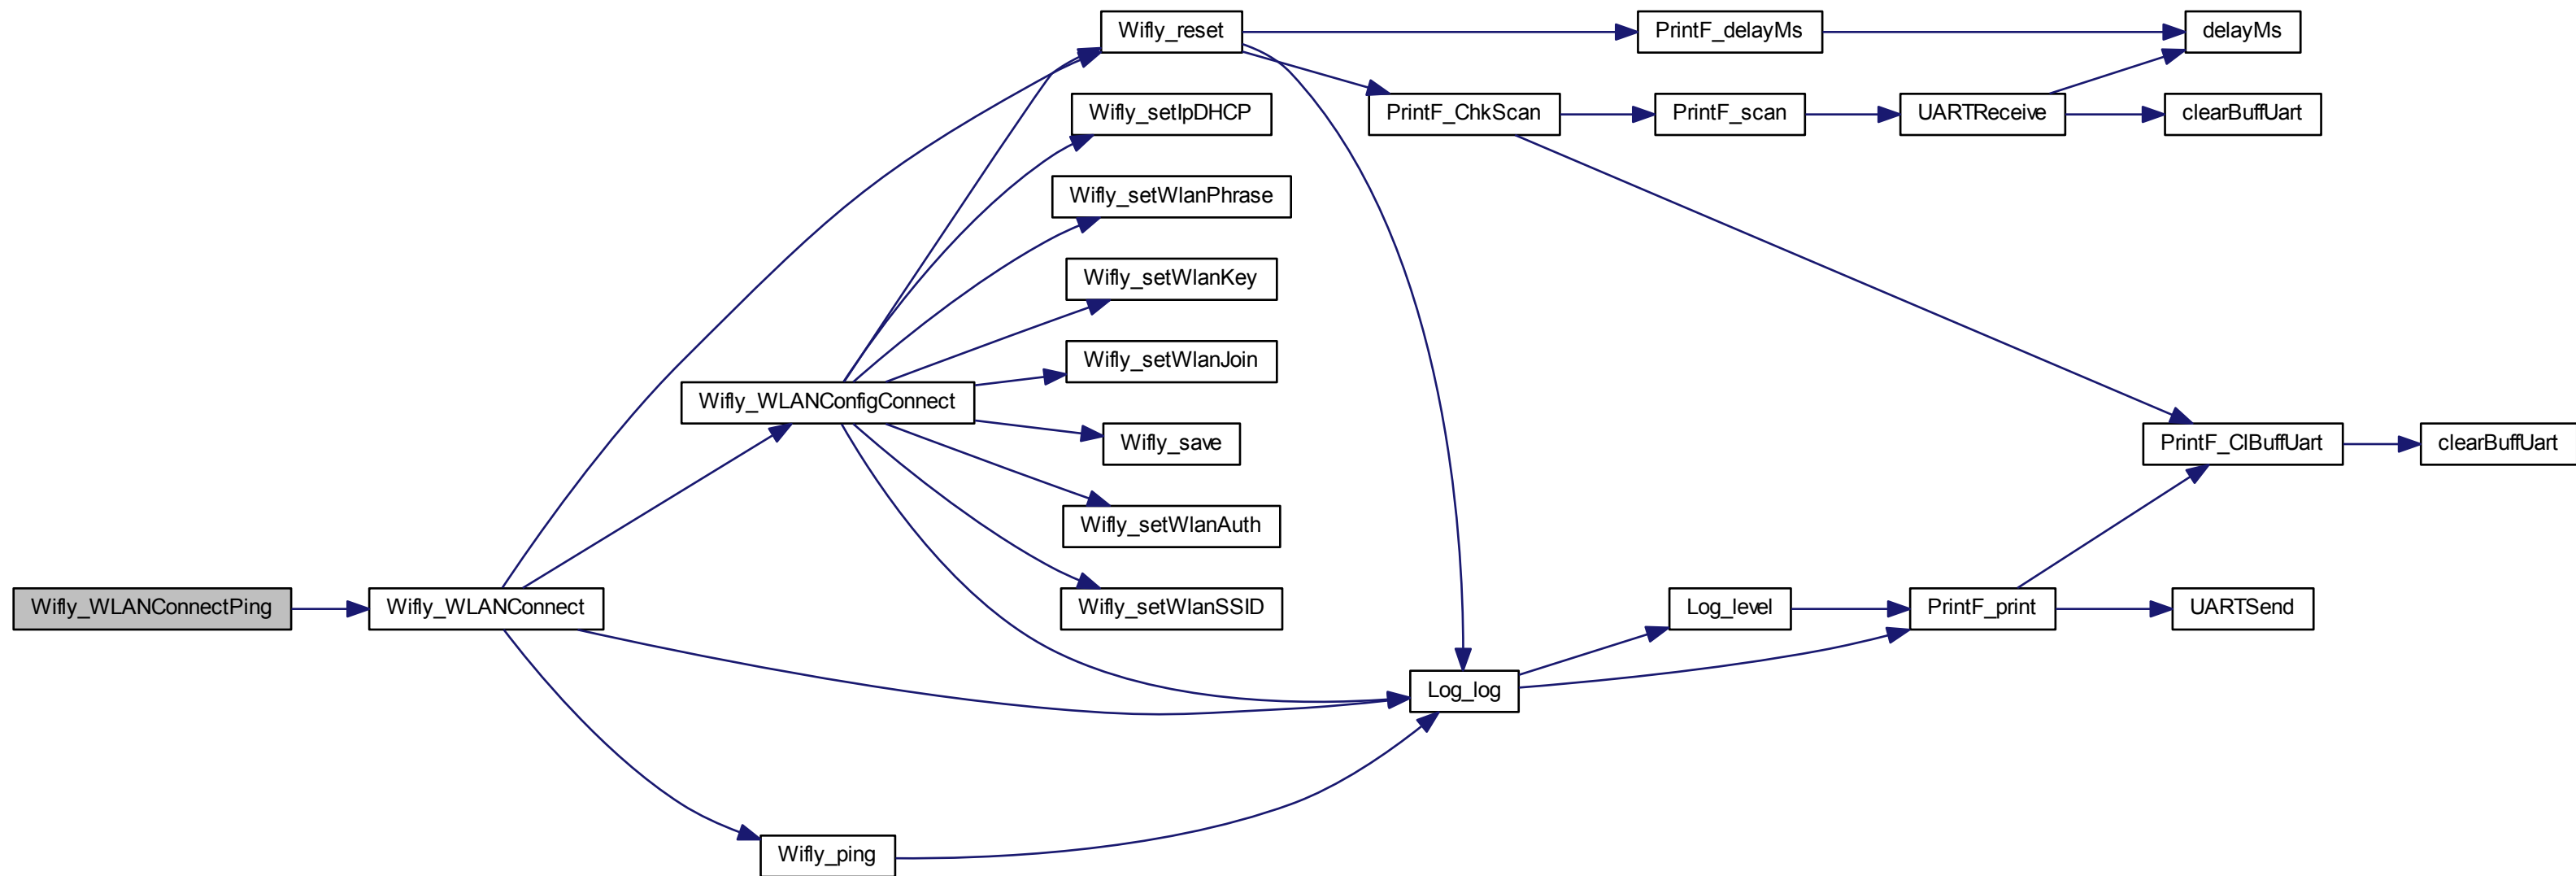 Wifly_reset
PrintF_delayMs
delayMs
Wifly_setIpDHCP
PrintF_ChkScan
PrintF_scan
UARTReceive
clearBuffUart
Wifly_setWlanPhrase
Wifly_setWlanKey
Wifly_setWlanJoin
Wifly_WLANConfigConnect
Wifly_save
PrintF_ClBuffUart
clearBuffUart
Wifly_setWlanAuth
Wifly_WLANConnectPing
Wifly_WLANConnect
Wifly_setWlanSSID
Log_level
PrintF_print
UARTSend
Log_log
Wifly_ping